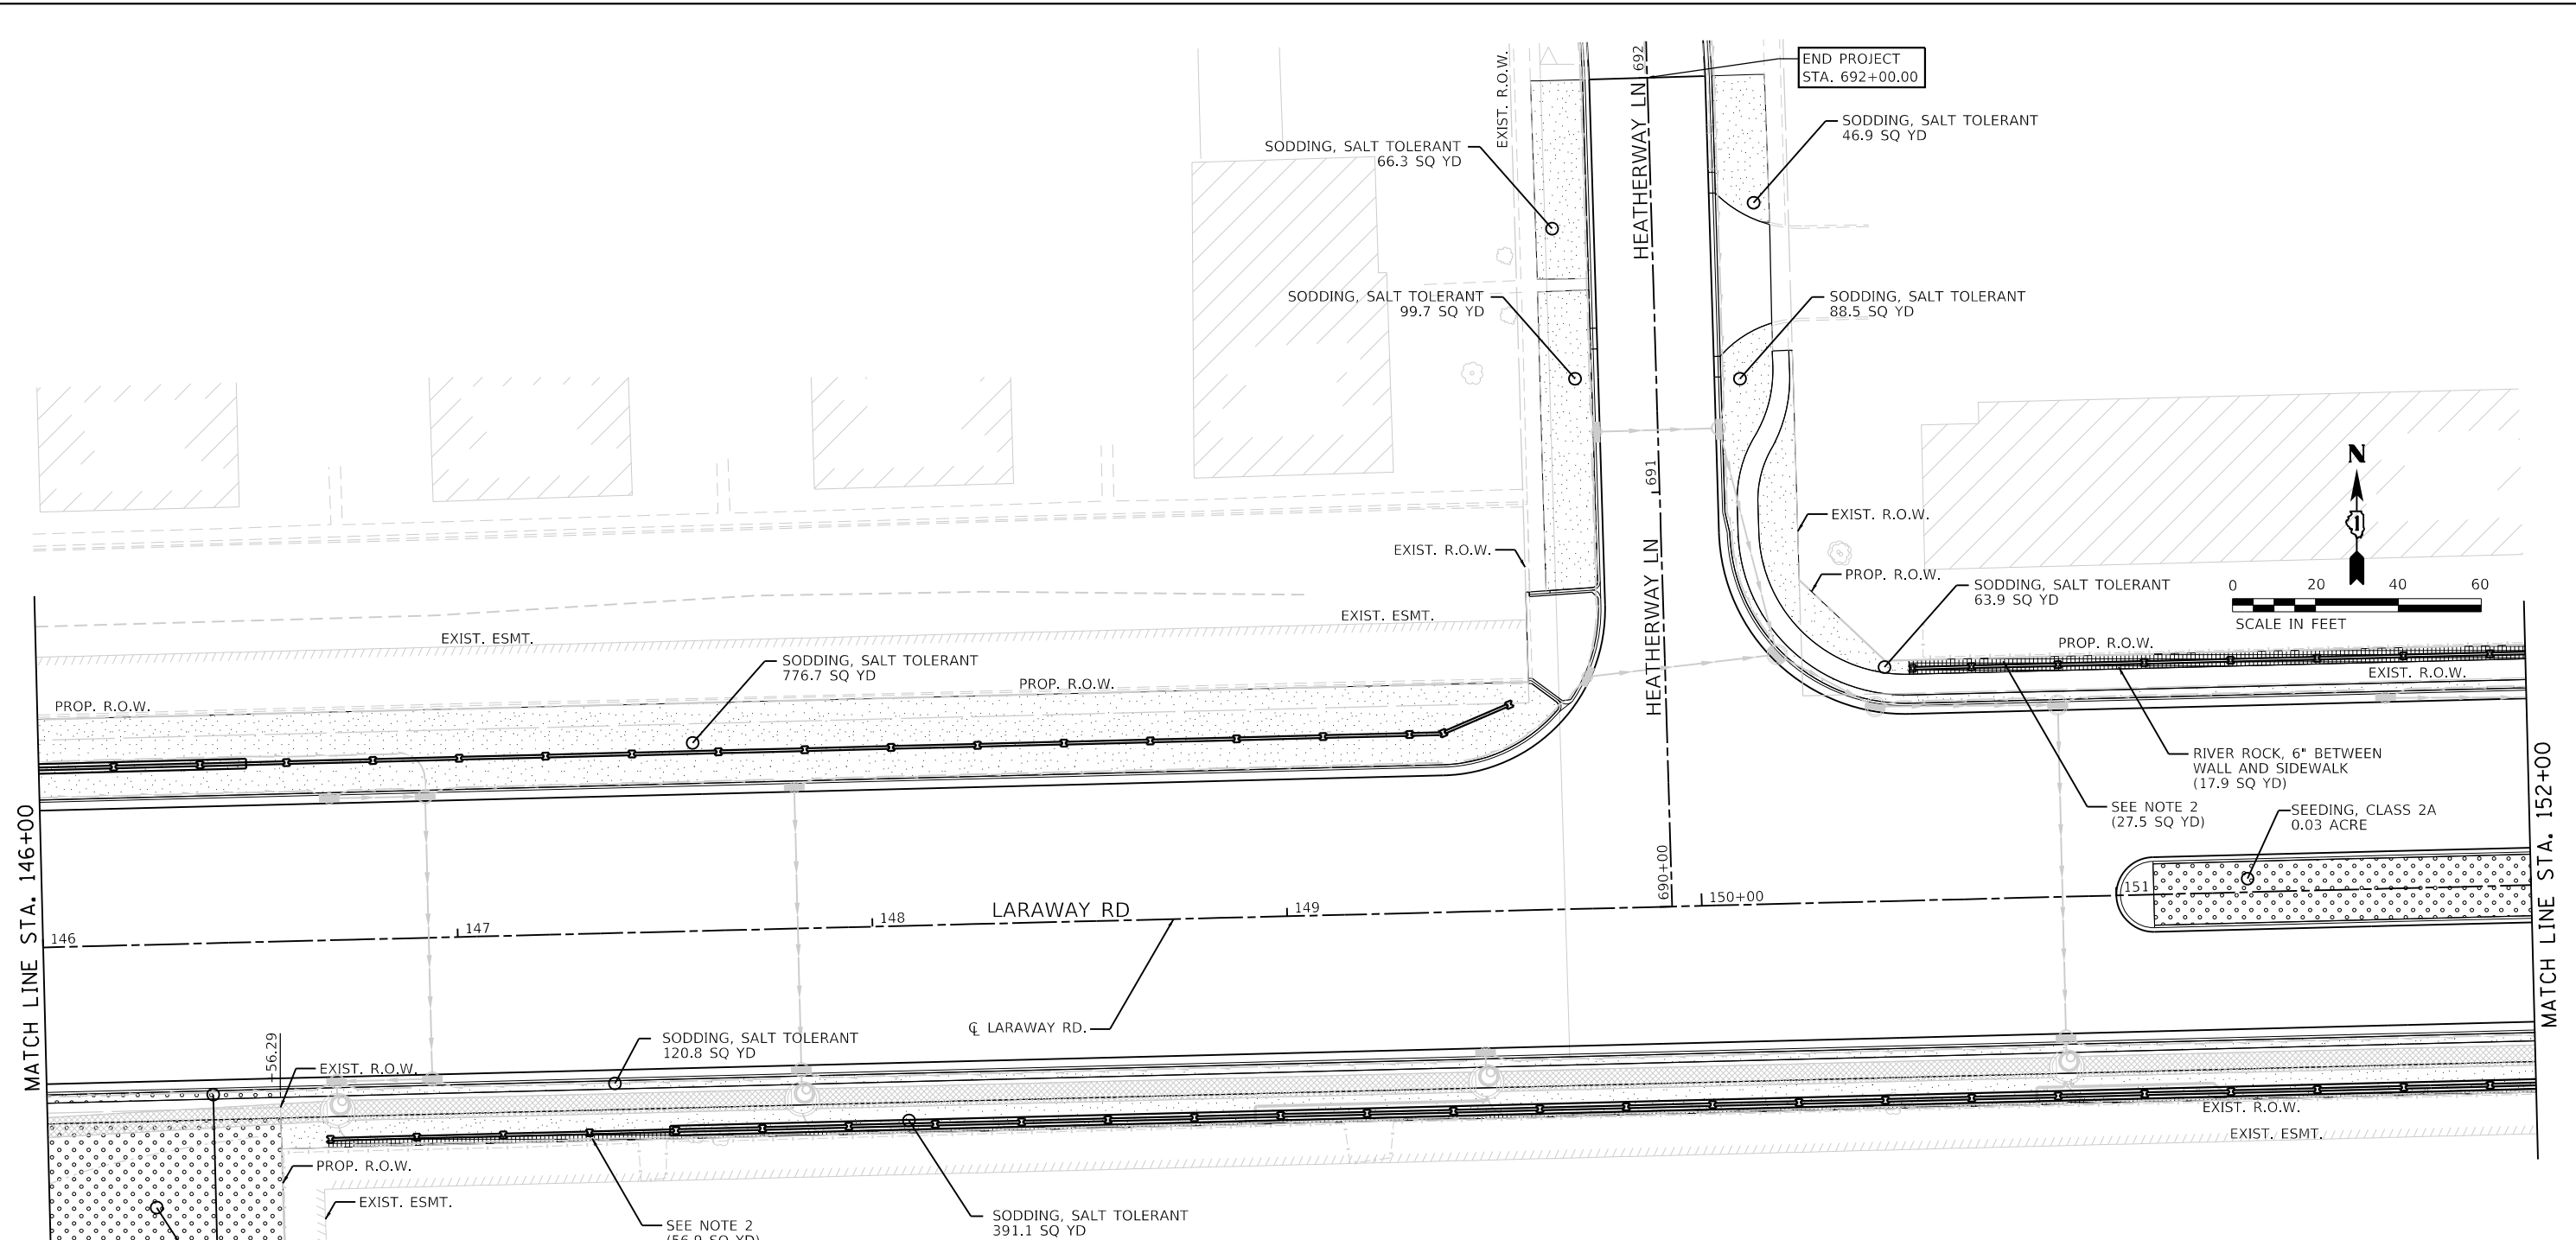 692
END PROJECT
STA. 692+00.00
EXIST. R.O.W.
HEATHERWAY LN
SODDING, SALT TOLERANT
66.3 SQ YD
SODDING, SALT TOLERANT
46.9 SQ YD
SODDING, SALT TOLERANT
99.7 SQ YD
SODDING, SALT TOLERANT
88.5 SQ YD
691
N
1
EXIST. R.O.W.
EXIST. R.O.W.
HEATHERWAY LN
PROP. R.O.W.
SODDING, SALT TOLERANT
63.9 SQ YD
0 20 40 60
SCALE IN FEET
EXIST. ESMT.
EXIST. ESMT.
SODDING, SALT TOLERANT
776.7 SQ YD
PROP. R.O.W.
PROP. R.O.W.
PROP. R.O.W.
EXIST. R.O.W.
RIVER ROCK, 6" BETWEEN
WALL AND SIDEWALK
(17.9 SQ YD)
SEE NOTE 2
(27.5 SQ YD)
SEEDING, CLASS 2A
0.03 ACRE
MATCH LINE STA. 146+00
MATCH LINE STA. 152+00
690+00
146
147
148
LARAWAY RD
149
150+00
151
℄ LARAWAY RD.
-56.29
EXIST. R.O.W.
SODDING, SALT TOLERANT
120.8 SQ YD
EXIST. R.O.W.
EXIST. ESMT.
PROP. R.O.W.
EXIST. ESMT.
SEE NOTE 2
(56.9 SQ YD)
SODDING, SALT TOLERANT
391.1 SQ YD